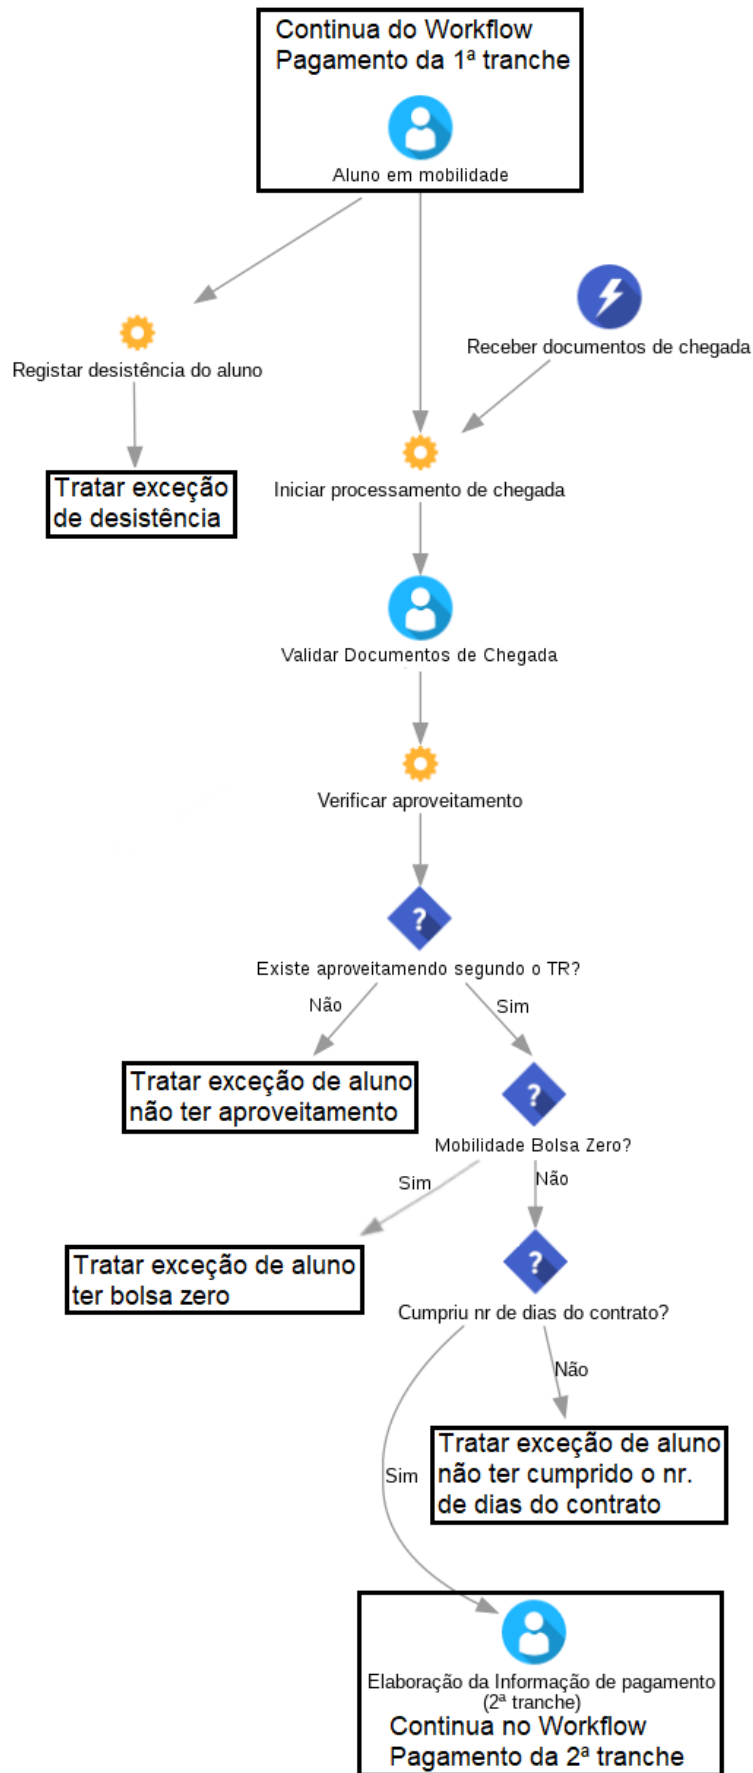 Continua do Workflow
Pagamento da 1ª tranche
Aluno em mobilidade
Receber documentos de chegada
Registar desistência do aluno
Tratar exceção
de desistência
Iniciar processamento de chegada
Validar Documentos de Chegada
Verificar aproveitamento
?
Existe aproveitamendo segundo o TR?
Não
Sim
Tratar exceção de aluno
não ter aproveitamento
?
Mobilidade Bolsa Zero?
Sim
Não
Tratar exceção de aluno
ter bolsa zero
?
Cumpriu nr de dias do contrato?
Não
Tratar exceção de aluno
não ter cumprido o nr.
de dias do contrato
Sim
Elaboração da Informação de pagamento
(2ª tranche)
Continua no Workflow
Pagamento da 2ª tranche